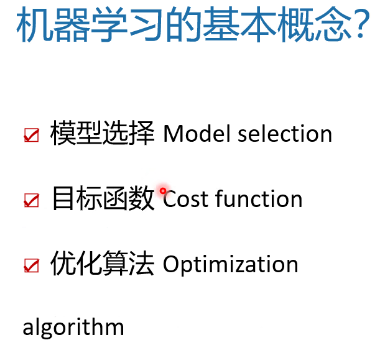 机器学习的基本概念?
模型选择 Model selection
目标函数 Cost function
优化算法 Optimization
algorithm